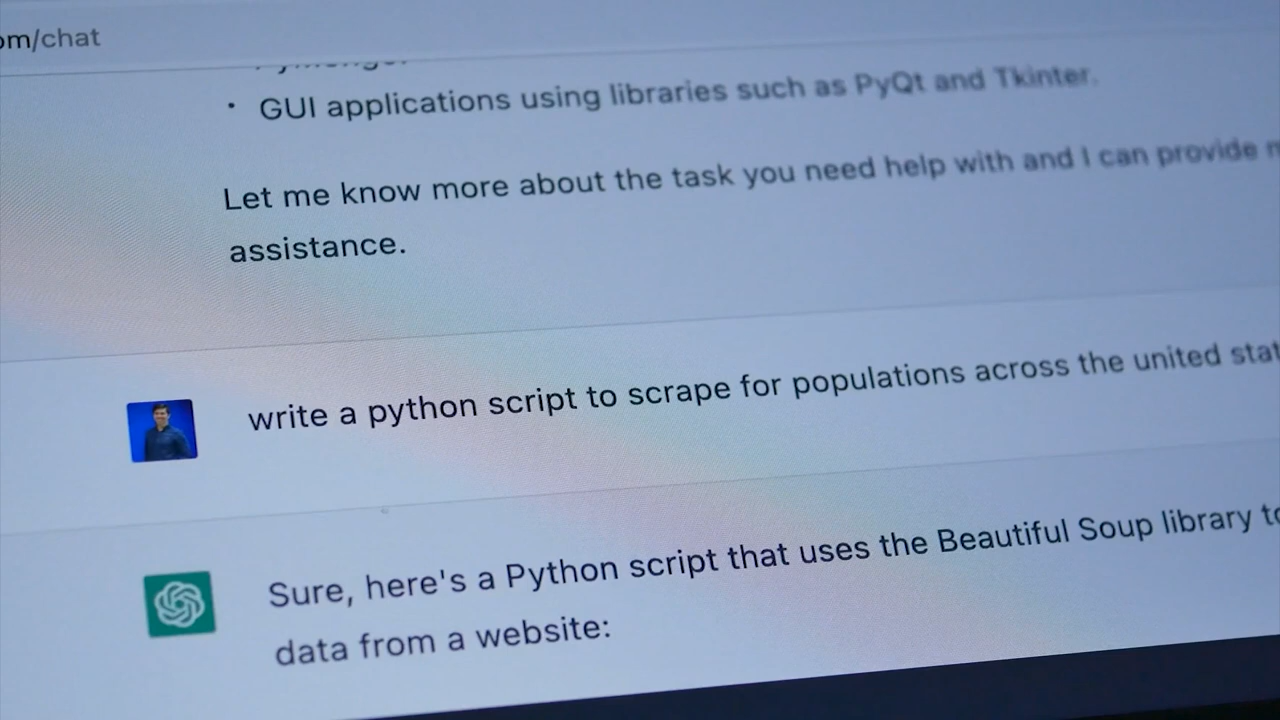 om/chat
• GUI applications using libraries such as PyQt and Tkinter.
Let me know more about the task you need help with and I can provide
assistance.
write a python script to scrape for populations across the united stat
Sure, here's a Python script that uses the Beautiful Soup library to
data from a website: